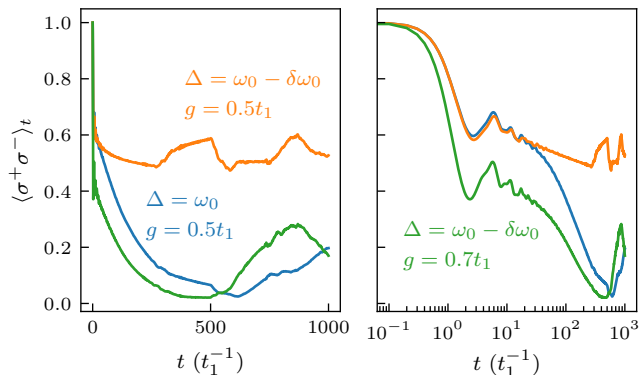 ⟨σ⁺σ⁻⟩ₜ
1.0
0.8
0.6
0.4
0.2
0.0
Δ = ω₀ − δω₀
g = 0.5t₁
Δ = ω₀
g = 0.5t₁
0
500
1000
t (t₁⁻¹)
Δ = ω₀ − δω₀
g = 0.7t₁
10⁻¹
10⁰
10¹
10²
10³
t (t₁⁻¹)